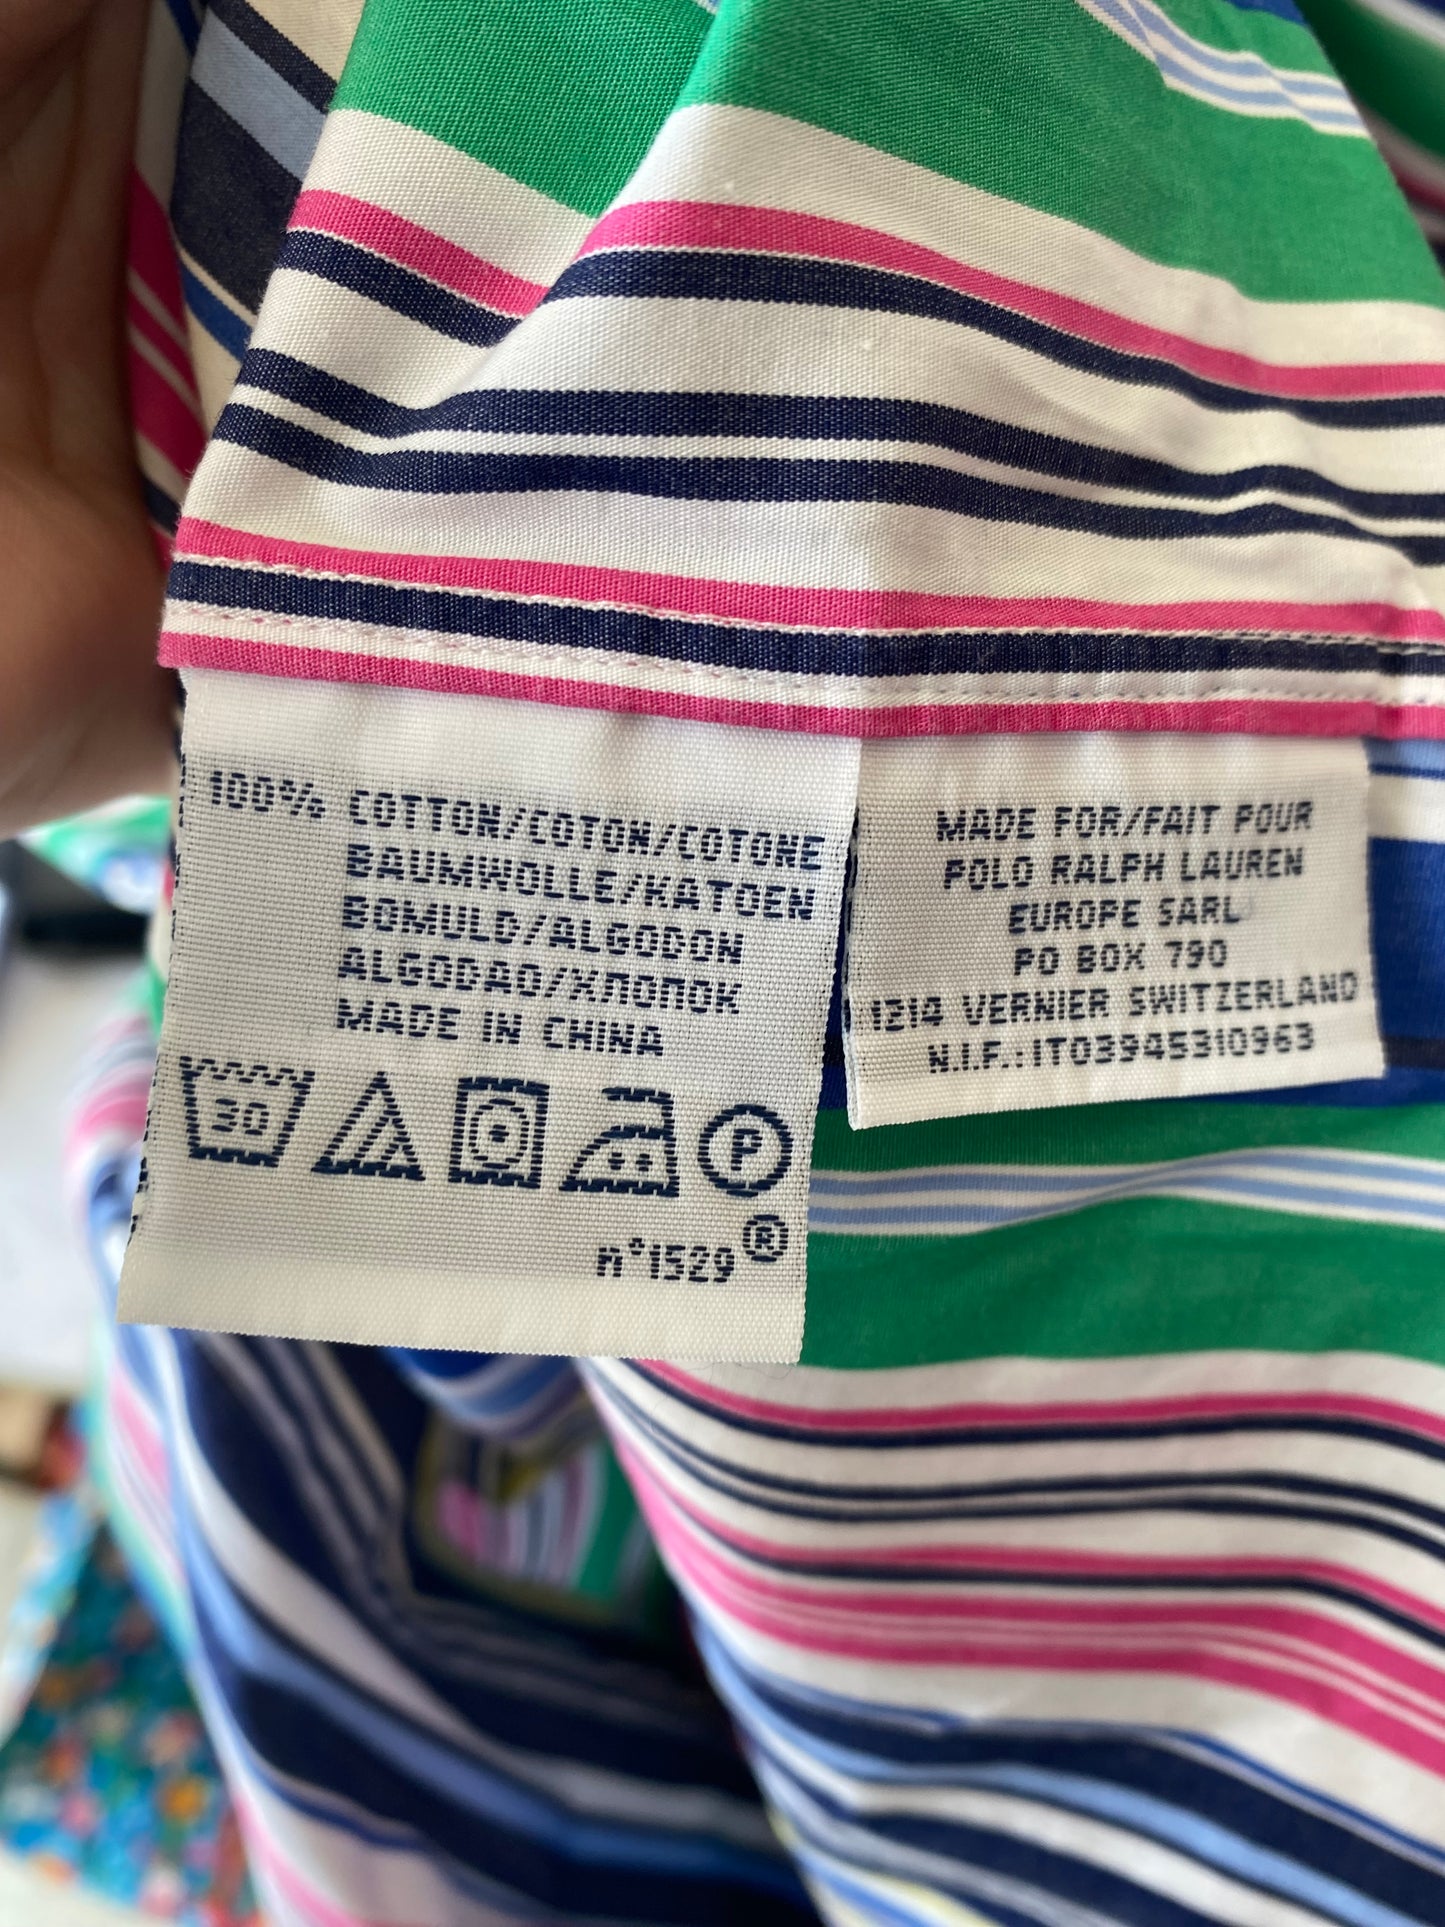 100% COTTON/COTON/COTONE
BAUMWOLLE/KATOEN
BOMULD/ALGODON
ALGODAO/ХЛОПОК
MADE IN CHINA
30
P
n°1529®
MADE FOR/FAIT POUR
POLO RALPH LAUREN
EUROPE SARL
PO BOX 790
1214 VERNIER SWITZERLAND
N.I.F.:IT03945310963